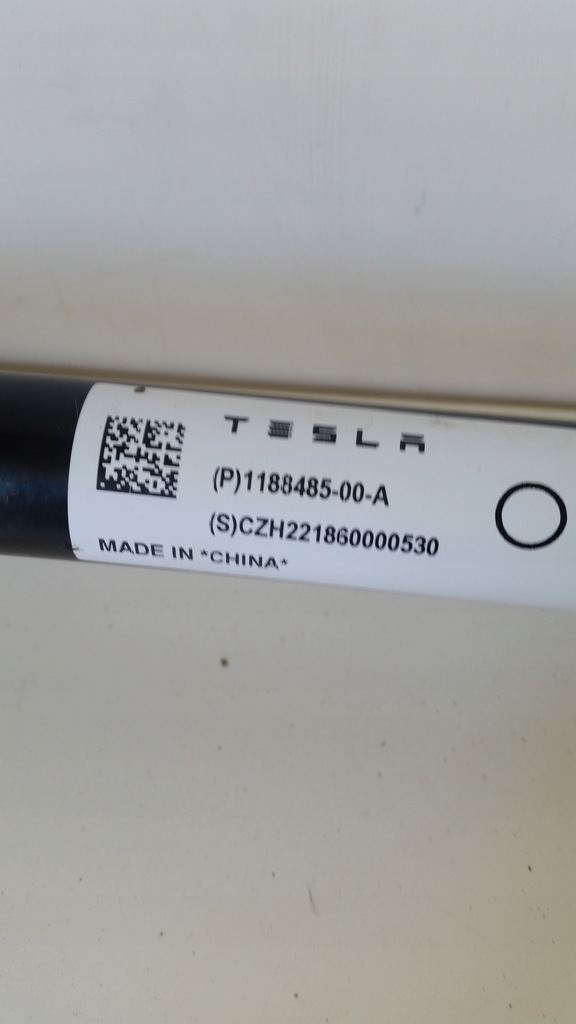 TESLA
(P)1188485-00-A
(S)CZH221860000530
MADE IN *CHINA*